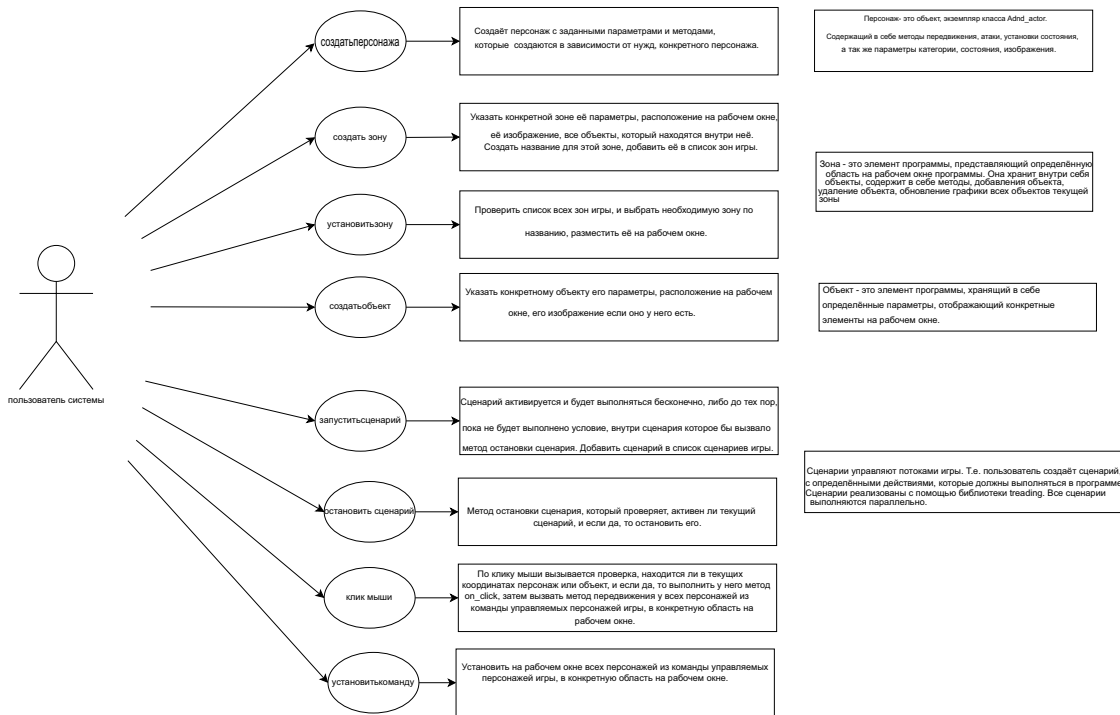 создатьперсонажа
Создаёт персонаж с заданными параметрами и методами,
которые создаются в зависимости от нужд, конкретного персонажа.
Персонаж- это объект, экземпляр класса Adnd_actor.
Содержащий в себе методы передвижения, атаки, установки состояния,
а так же параметры категории, состояния, изображения.
создать зону
Указать конкретной зоне её параметры, расположение на рабочем окне,
её изображение, все объекты, который находятся внутри неё.
Создать название для этой зоне, добавить её в список зон игры.
Зона - это элемент программы, представляющий определённую
область на рабочем окне программы. Она хранит внутри себя
объекты, содержит в себе методы, добавления объекта,
удаление объекта, обновление графики всех объектов текущей
зоны
установитьзону
Проверить список всех зон игры, и выбрать необходимую зону по
названию, разместить её на рабочем окне.
создатьобъект
Указать конкретному объекту его параметры, расположение на рабочем
окне, его изображение если оно у него есть.
Объект - это элемент программы, хранящий в себе
определённые параметры, отображающий конкретные
элементы на рабочем окне.
пользователь системы
запуститьсценарий
Сценарий активируется и будет выполняться бесконечно, либо до тех пор,
пока не будет выполнено условие, внутри сценария которое бы вызвало
метод остановки сценария. Добавить сценарий в список сценариев игры.
Сценарии управляют потоками игры. Т.е. пользователь создаёт сценарий,
с определёнными действиями, которые должны выполняться в программе
Сценарии реализованы с помощью библиотеки treading. Все сценарии
выполняются параллельно.
остановить сценарий
Метод остановки сценария, который проверяет, активен ли текущий
сценарий, и если да, то остановить его.
клик мыши
По клику мыши вызывается проверка, находится ли в текущих
координатах персонаж или объект, и если да, то выполнить у него метод
on_click, затем вызвать метод передвижения у всех персонажей из
команды управляемых персонажей игры, в конкретную область на
рабочем окне.
установитькоманду
Установить на рабочем окне всех персонажей из команды управляемых
персонажей игры, в конкретную область на рабочем окне.